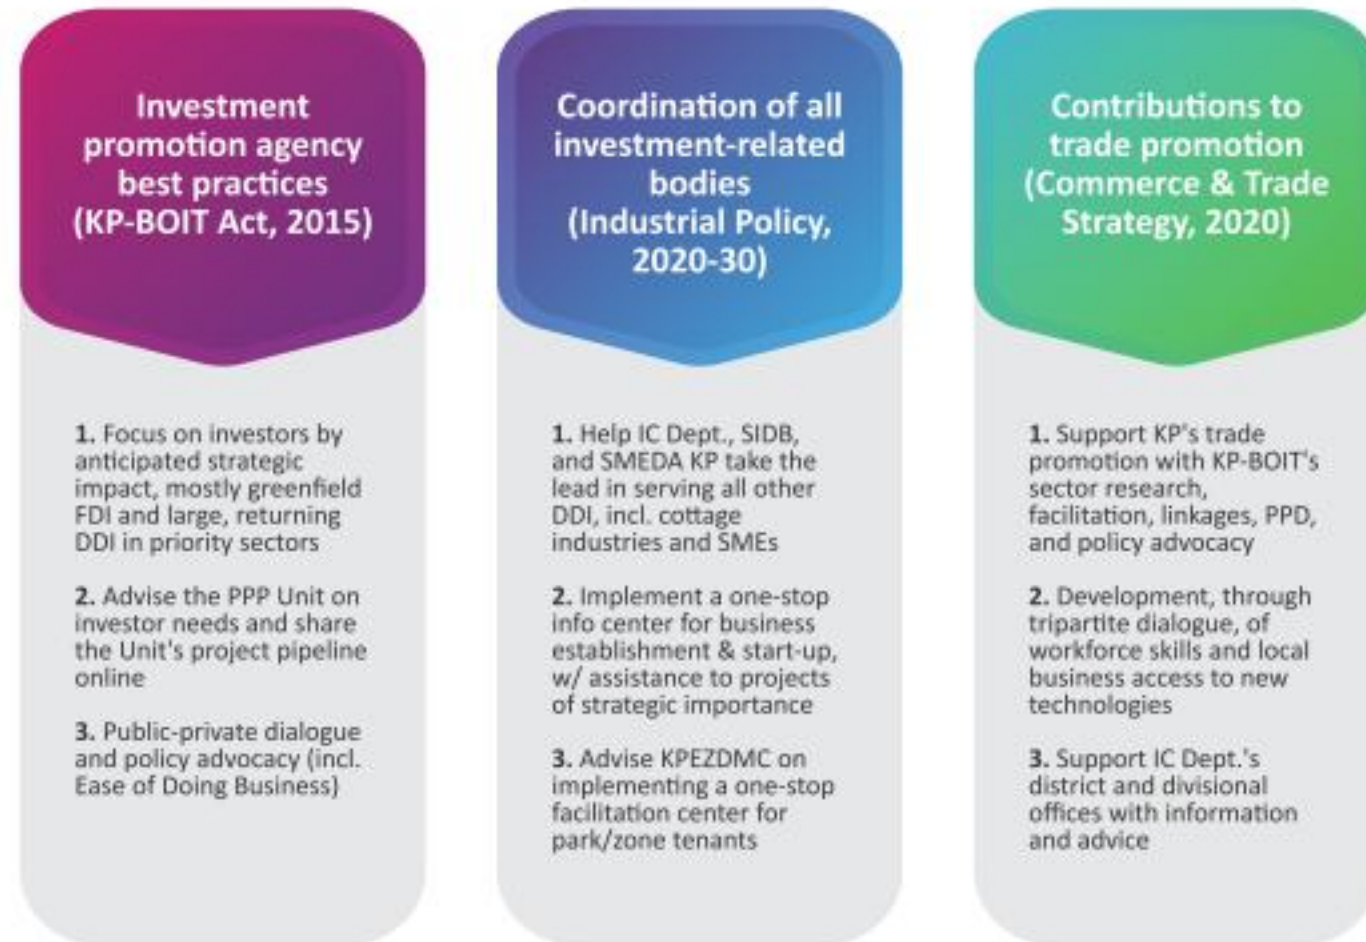 Investment
promotion agency
best practices
(KP-BOIT Act, 2015)
1. Focus on investors by
anticipated strategic
impact, mostly greenfield
FDI and large, returning
DDI in priority sectors
2. Advise the PPP Unit on
investor needs and share
the Unit's project pipeline
online
3. Public-private dialogue
and policy advocacy (incl.
Ease of Doing Business)
Coordination of all
investment-related
bodies
(Industrial Policy,
2020-30)
1. Help IC Dept., SIDB,
and SMEDA KP take the
lead in serving all other
DDI, incl. cottage
industries and SMEs
2. Implement a one-stop
info center for business
establishment & start-up,
w/ assistance to projects
of strategic importance
3. Advise KPEZDMC on
implementing a one-stop
facilitation center for
park/zone tenants
Contributions to
trade promotion
(Commerce & Trade
Strategy, 2020)
1. Support KP's trade
promotion with KP-BOIT's
sector research,
facilitation, linkages, PPD,
and policy advocacy
2. Development, through
tripartite dialogue, of
workforce skills and local
business access to new
technologies
3. Support IC Dept.'s
district and divisional
offices with information
and advice